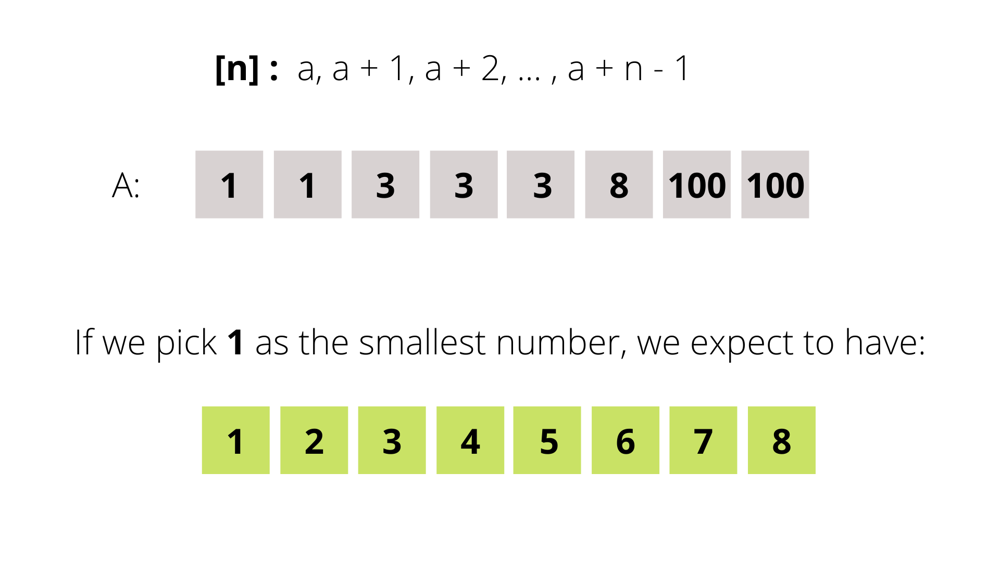 [n] : a, a + 1, a + 2, ... , a + n - 1
A: 1 1 3 3 3 8 100 100
If we pick 1 as the smallest number, we expect to have:
1 2 3 4 5 6 7 8